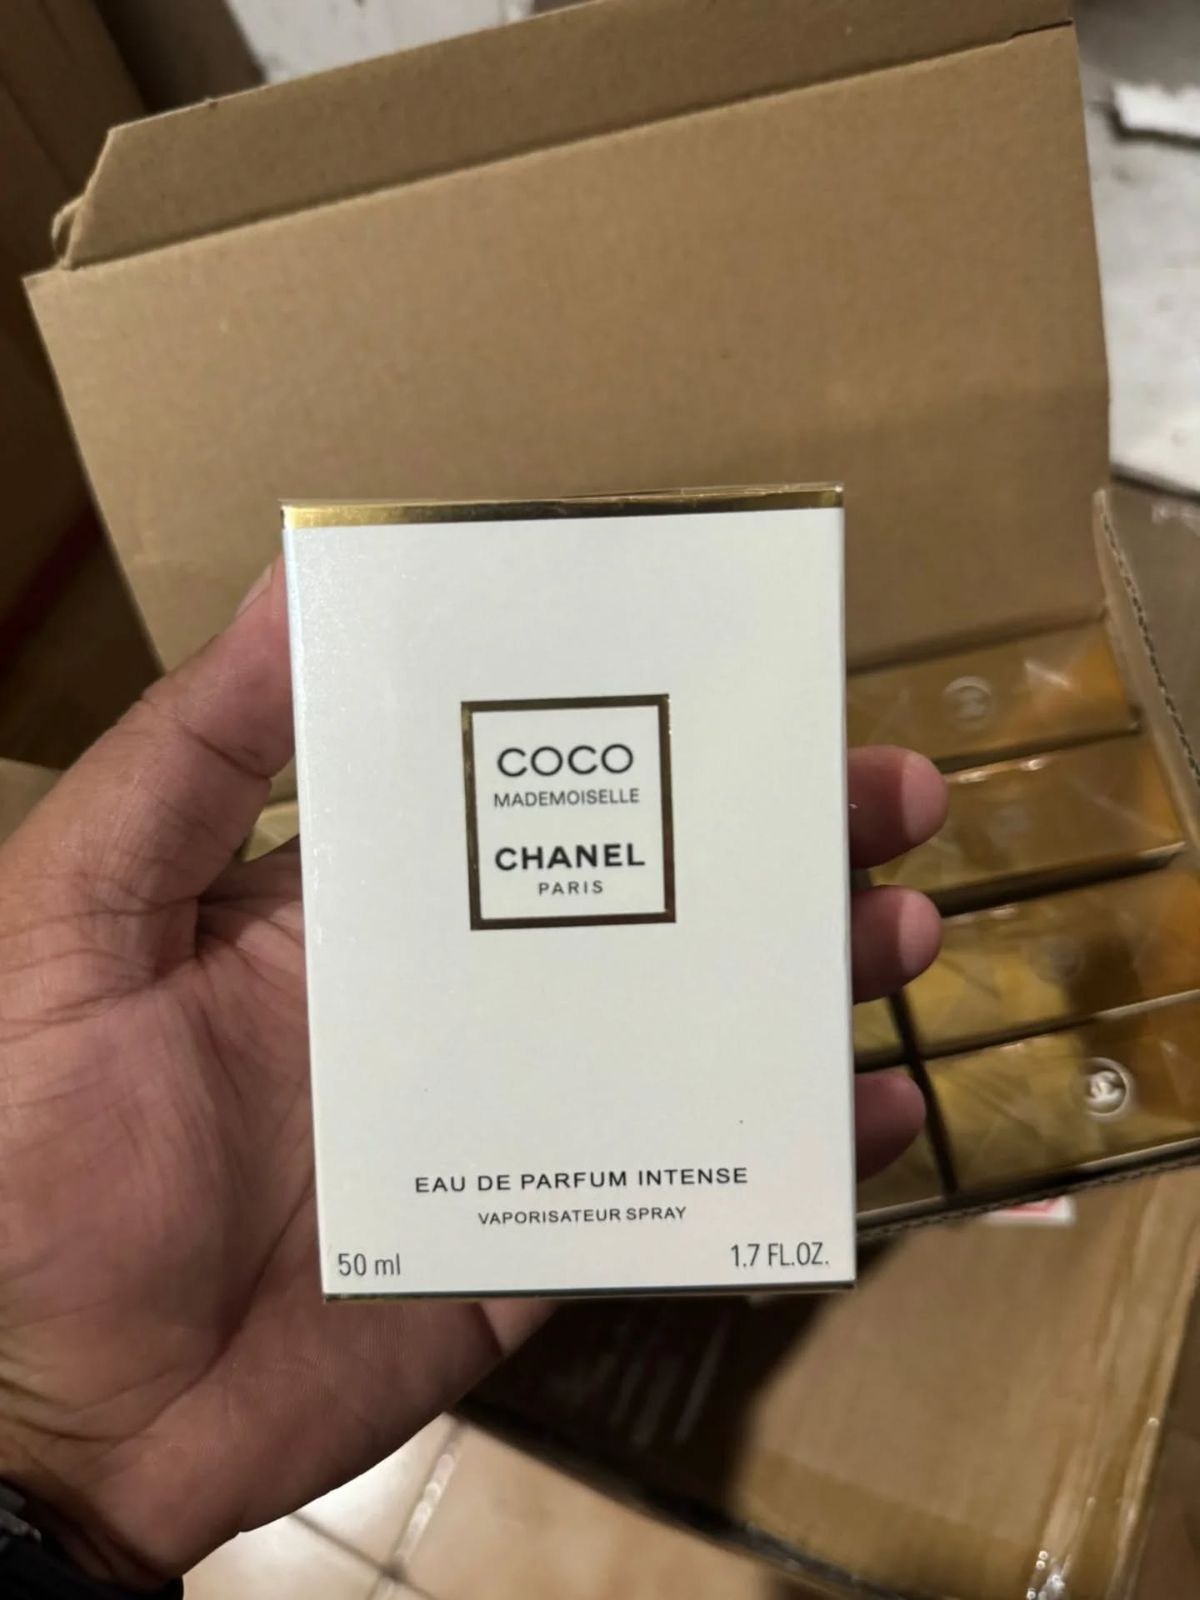 COCO
MADEMOISELLE
CHANEL
PARIS
EAU DE PARFUM INTENSE
VAPORISATEUR SPRAY
50 ml 1.7 FL.OZ.